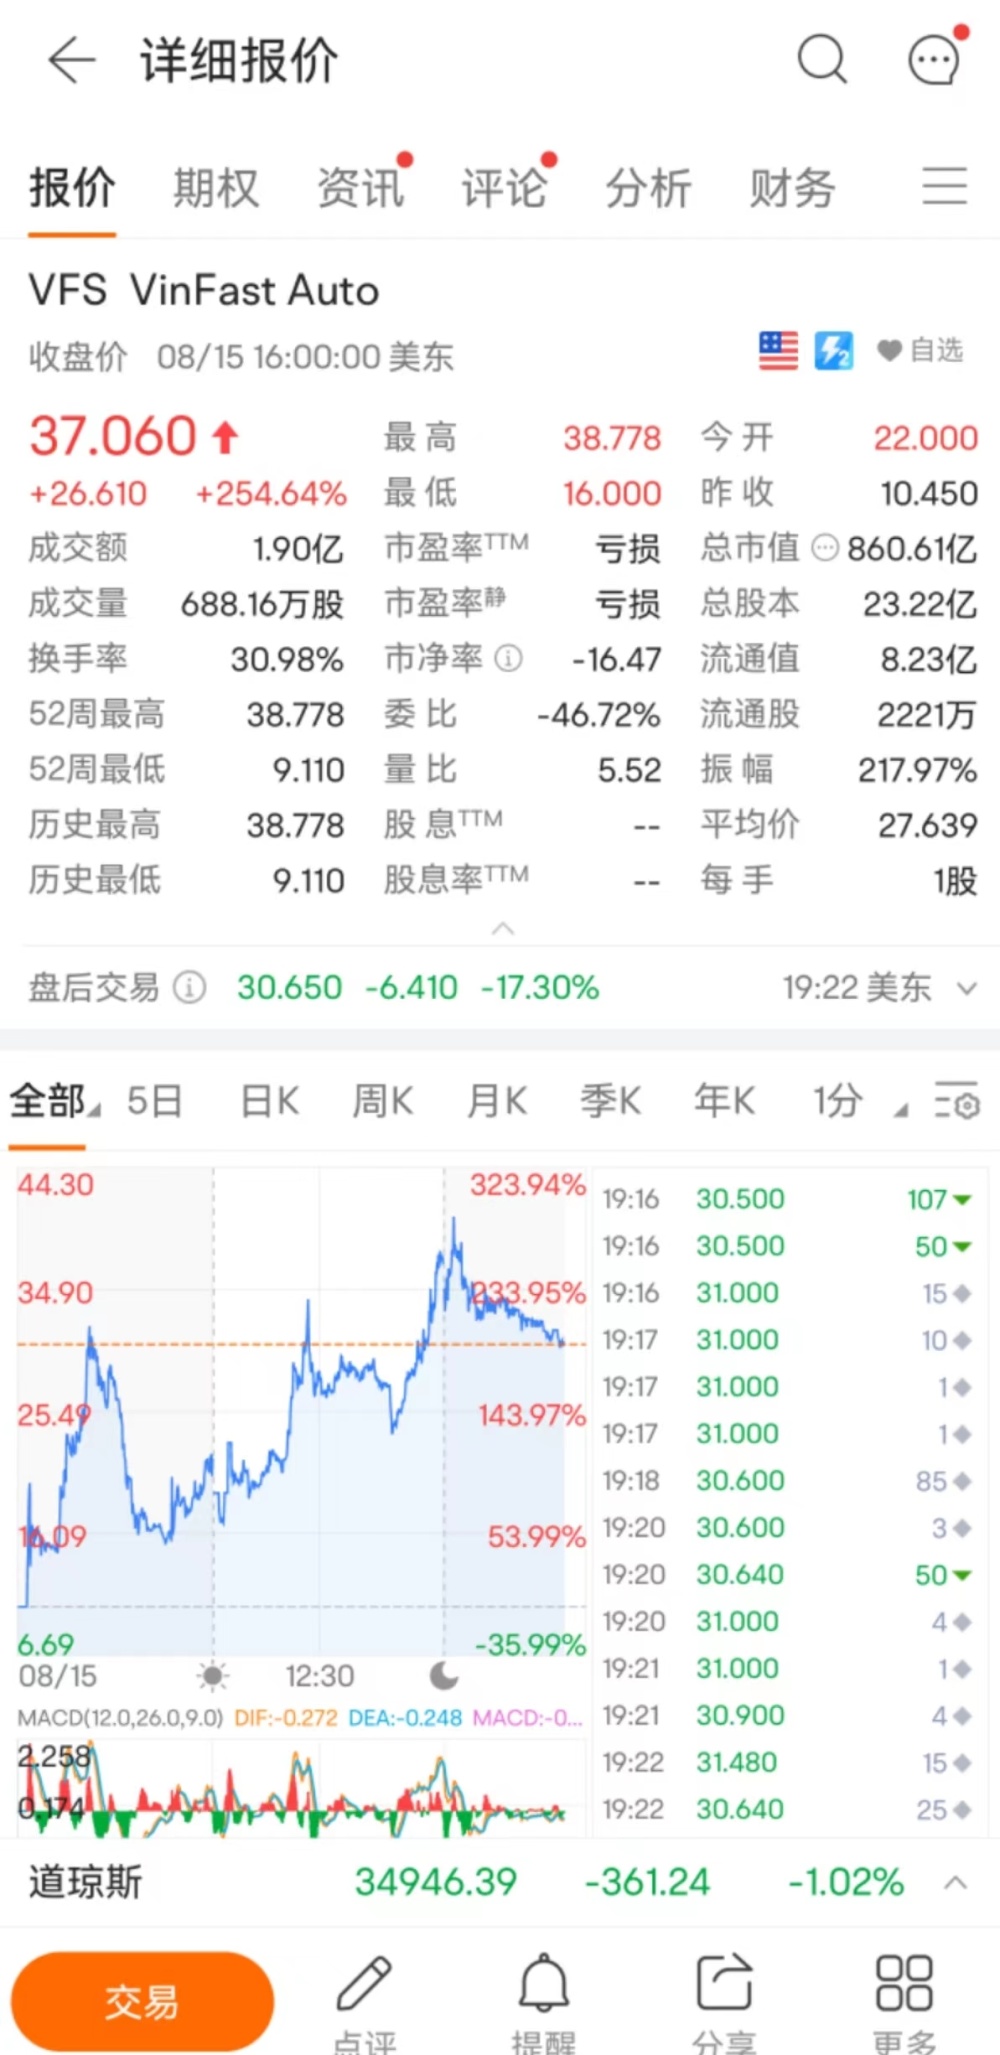 详细报价
报价 期权 资讯 评论 分析 财务
VFS VinFast Auto
收盘价 08/15 16:00:00 美东 自选
37.060 最高 38.778 今开 22.000
+26.610 +254.64% 最低 16.000 昨收 10.450
成交额 1.90亿 市盈率TTM 亏损 总市值 860.61亿
成交量 688.16万股 市盈率静 亏损 总股本 23.22亿
换手率 30.98% 市净率 -16.47 流通值 8.23亿
52周最高 38.778 委比 -46.72% 流通股 2221万
52周最低 9.110 量比 5.52 振幅 217.97%
历史最高 38.778 股息TTM -- 平均价 27.639
历史最低 9.110 股息率TTM -- 每手 1股
盘后交易 30.650 -6.410 -17.30% 19:22 美东
全部 5日 日K 周K 月K 季K 年K 1分
44.30 323.94%
34.90 233.95%
25.49 143.97%
16.09 53.99%
6.69 -35.99%
08/15 12:30
MACD(12.0,26.0,9.0) DIF:-0.272 DEA:-0.248 MACD:-0...
2.258
0.174
19:16 30.500 107
19:16 30.500 50
19:16 31.000 15
19:17 31.000 10
19:17 31.000 1
19:17 31.000 1
19:18 30.600 85
19:20 30.600 3
19:20 30.640 50
19:20 31.000 4
19:21 31.000 1
19:21 30.900 4
19:22 31.480 15
19:22 30.640 25
道琼斯 34946.39 -361.24 -1.02%
交易 点评 提醒 分享 更多